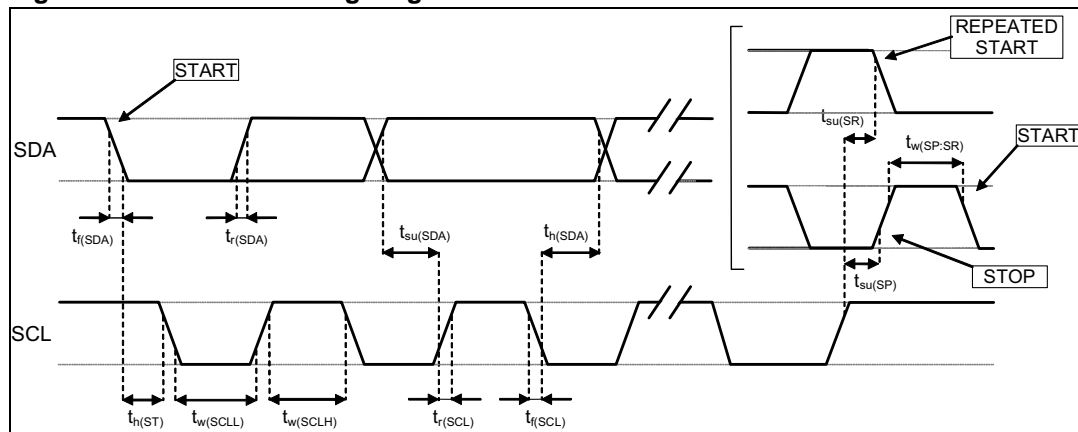 REPEATED
START
START
SDA
t_su(SR)
t_w(SP:SR)
START
t_f(SDA)
t_r(SDA)
t_su(SDA)
t_h(SDA)
t_su(SP)
STOP
SCL
t_h(ST)
t_w(SCLL)
t_w(SCLH)
t_r(SCL)
t_f(SCL)